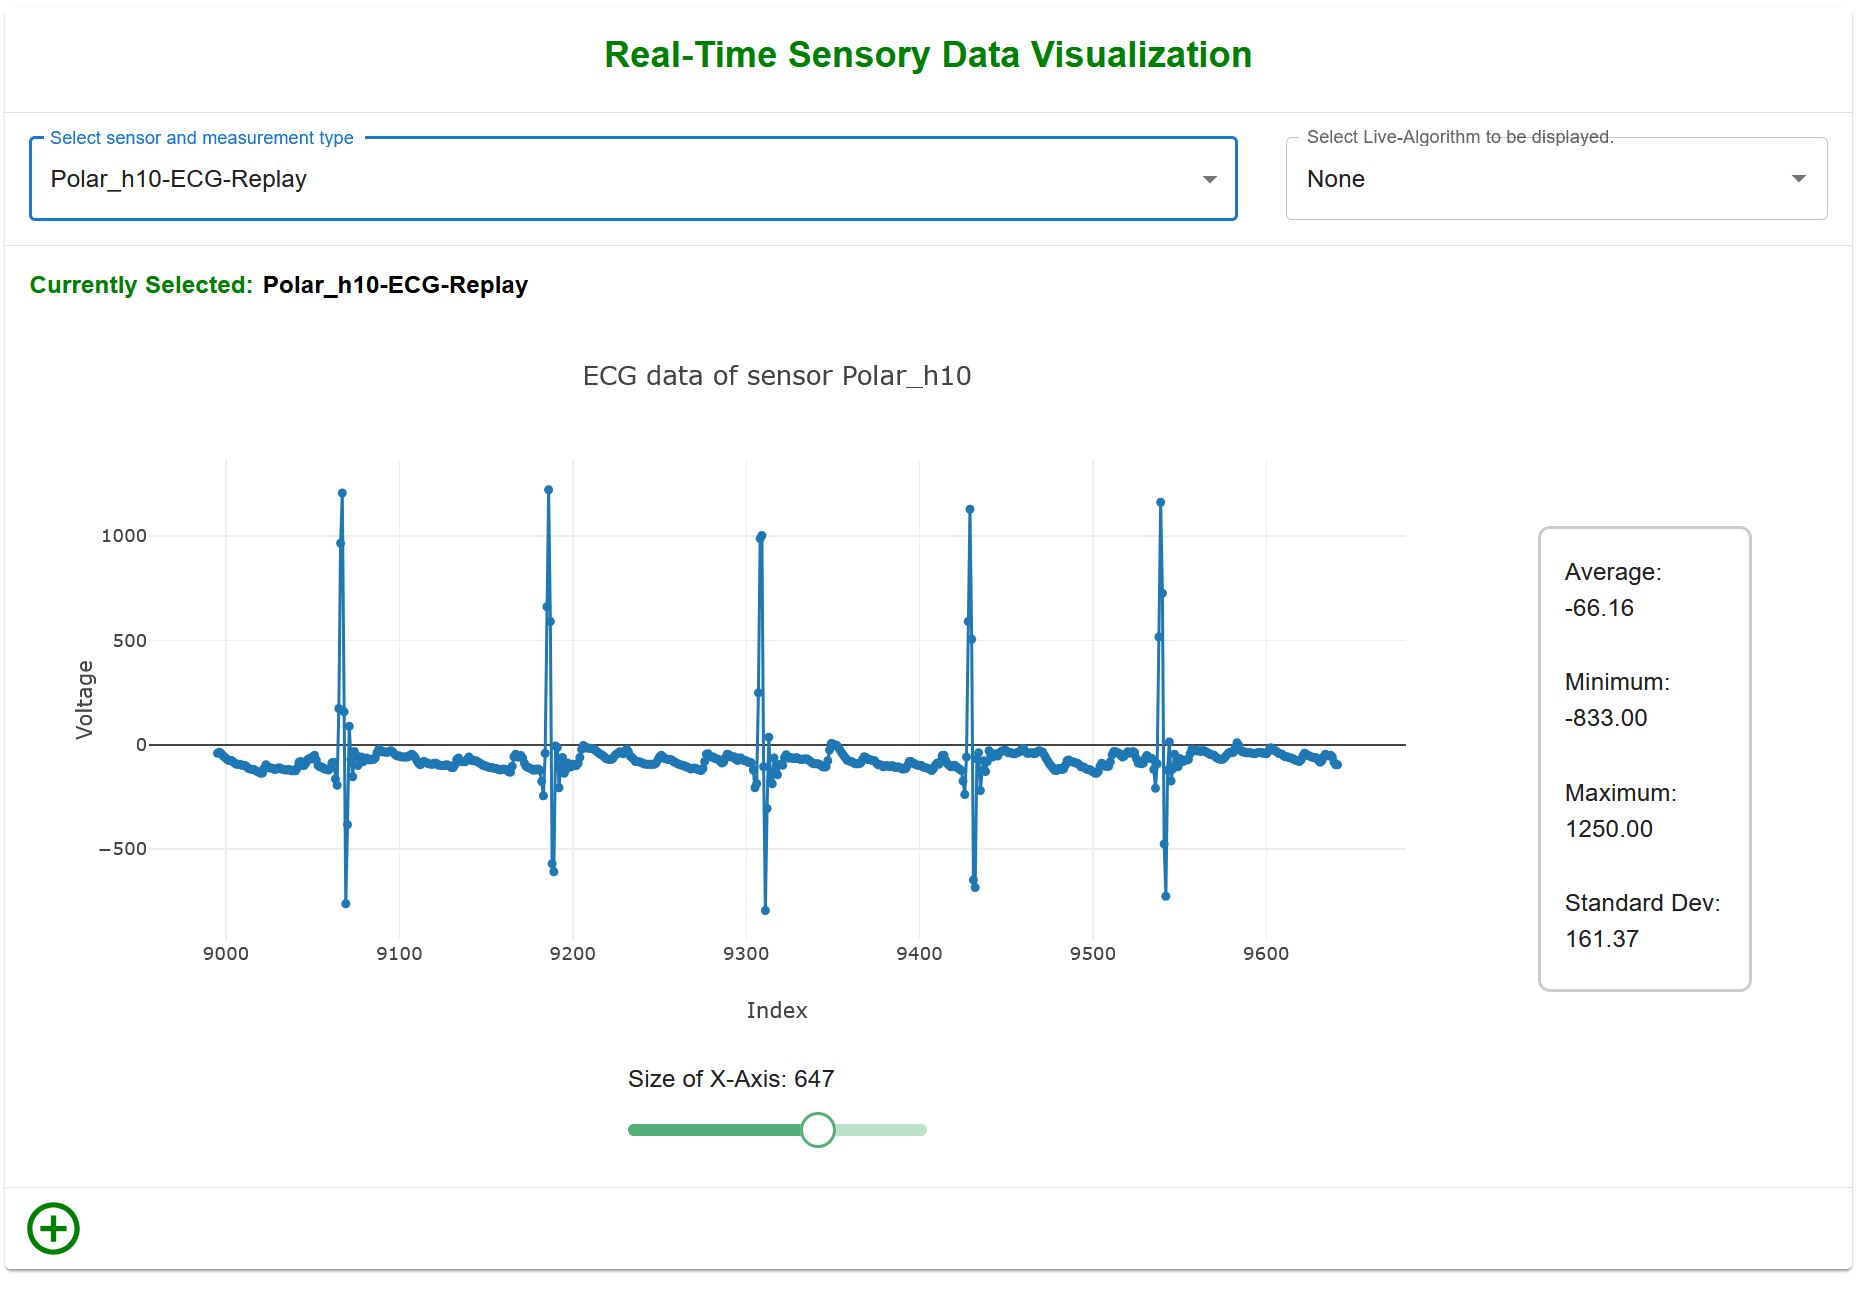 Real-Time Sensory Data Visualization
Select sensor and measurement type
Polar_h10-ECG-Replay
Select Live-Algorithm to be displayed.
None
Currently Selected: Polar_h10-ECG-Replay
ECG data of sensor Polar_h10
1000
500
0
−500
Voltage
9000 9100 9200 9300 9400 9500 9600
Index
Average:
-66.16
Minimum:
-833.00
Maximum:
1250.00
Standard Dev:
161.37
Size of X-Axis: 647